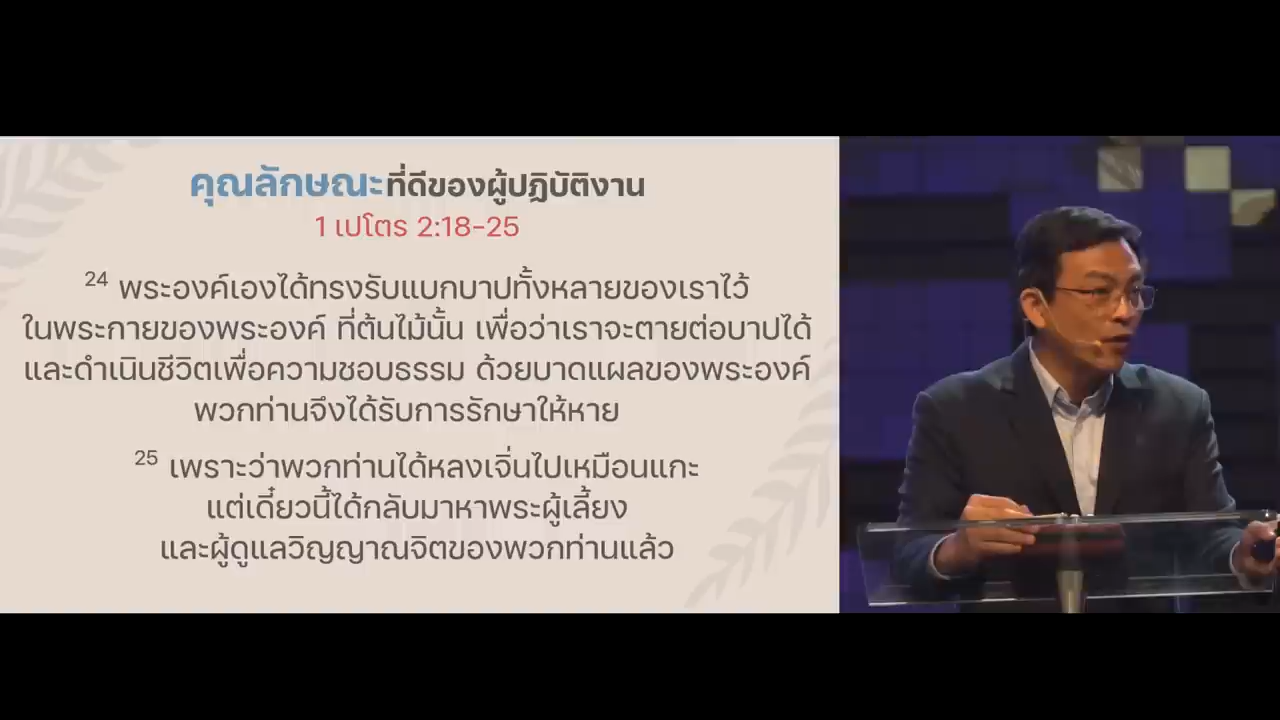 คุณลักษณะที่ดีของผู้ปฏิบัติงาน
1 เปโตร 2:18-25
24 พระองค์เองได้ทรงรับแบกบาปทั้งหลายของเราไว้
ในพระกายของพระองค์ ที่ต้นไม้นั้น เพื่อว่าเราจะตายต่อบาปได้
และดำเนินชีวิตเพื่อความชอบธรรม ด้วยบาดแผลของพระองค์
พวกท่านจึงได้รับการรักษาให้หาย
25 เพราะว่าพวกท่านได้หลงเจิ่นไปเหมือนแกะ
แต่เดี๋ยวนี้ได้กลับมาหาพระผู้เลี้ยง
และผู้ดูแลวิญญาณจิตของพวกท่านแล้ว